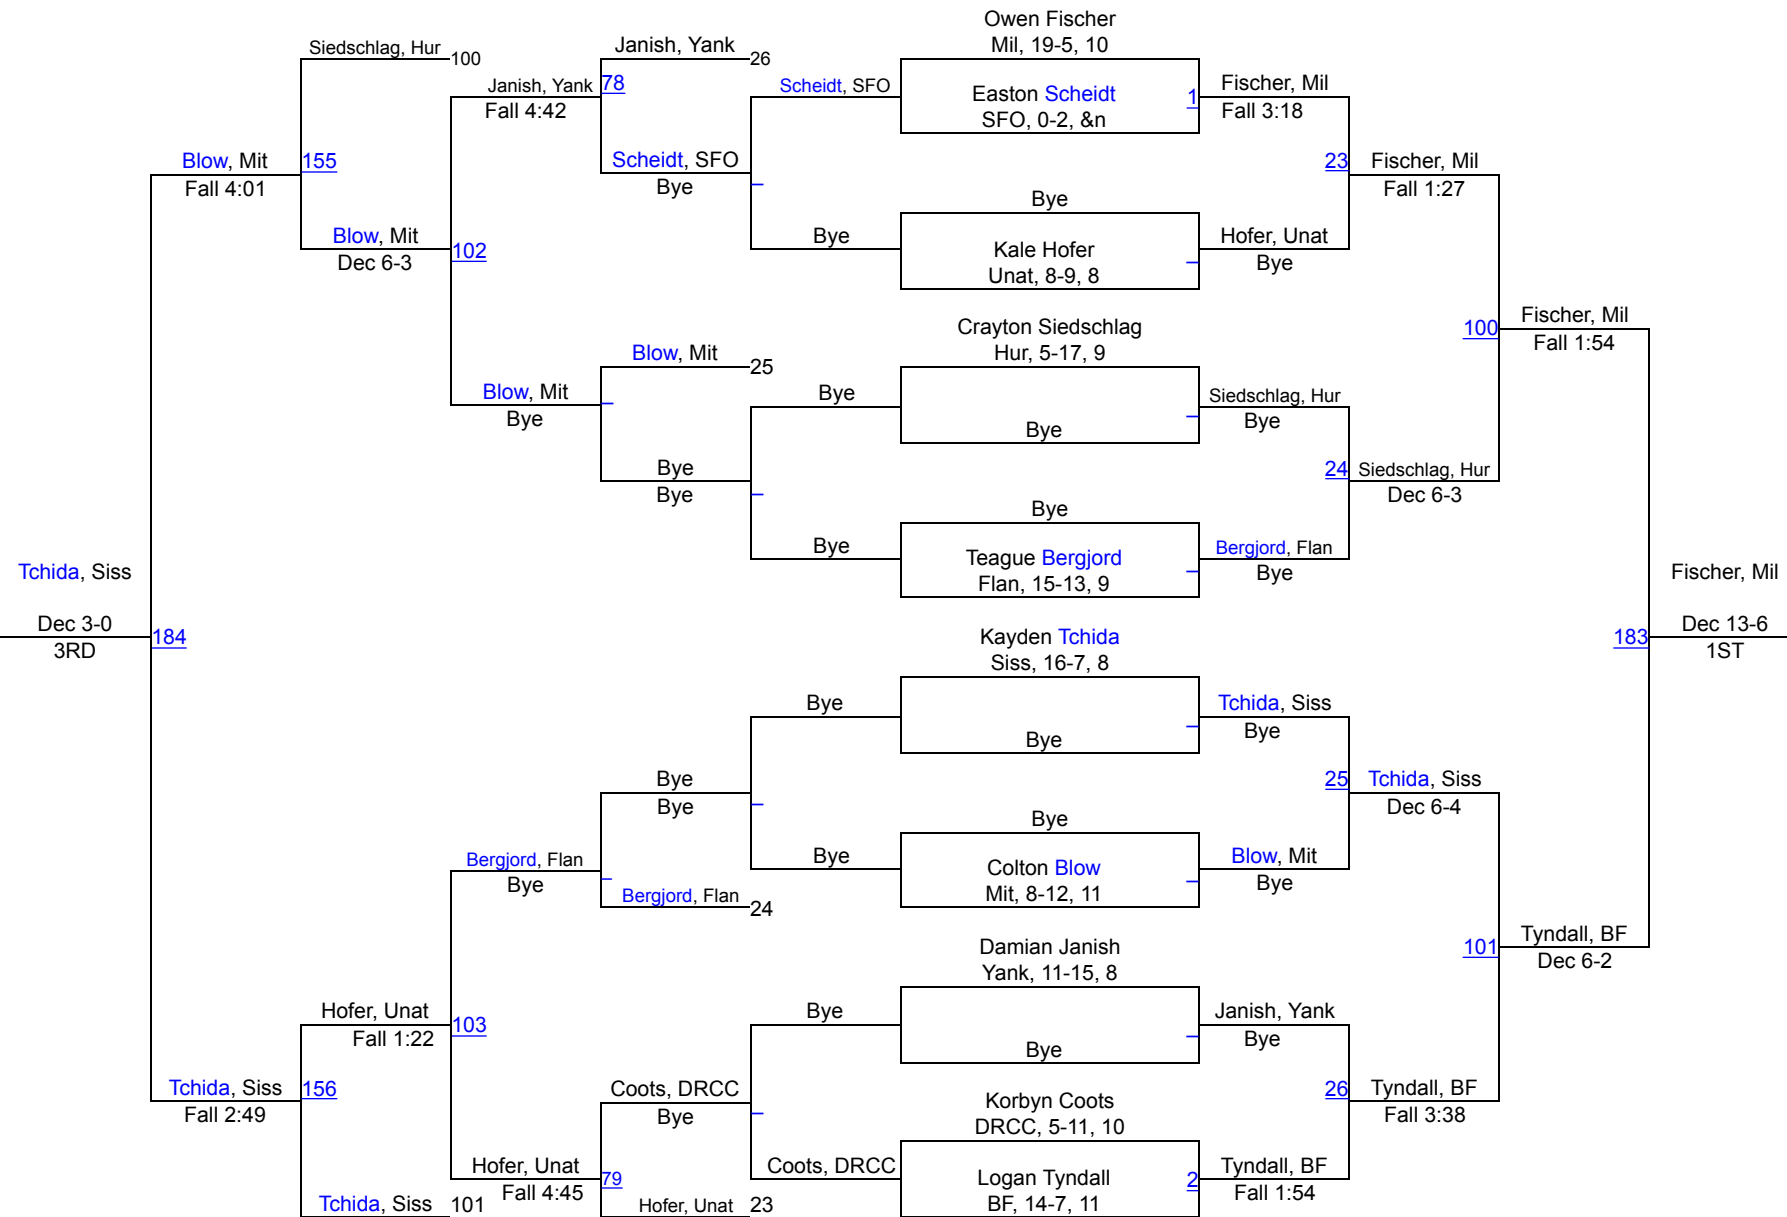 Owen Fischer
Mil, 19-5, 10
Easton Scheidt
SFO, 0-2, &n
1
Bye
Kale Hofer
Unat, 8-9, 8
Crayton Siedschlag
Hur, 5-17, 9
Bye
Bye
Teague Bergjord
Flan, 15-13, 9
Kayden Tchida
Siss, 16-7, 8
Bye
Bye
Colton Blow
Mit, 8-12, 11
Damian Janish
Yank, 11-15, 8
Bye
Korbyn Coots
DRCC, 5-11, 10
Logan Tyndall
BF, 14-7, 11
2
Fischer, Mil
Fall 3:18
Hofer, Unat
Bye
23
Siedschlag, Hur
Bye
Bergjord, Flan
Bye
24
Tchida, Siss
Bye
Blow, Mit
Bye
25
Janish, Yank
Bye
Tyndall, BF
Fall 1:54
26
Fischer, Mil
Fall 1:27
Siedschlag, Hur
Dec 6-3
100
Tchida, Siss
Dec 6-4
Tyndall, BF
Fall 3:38
101
Fischer, Mil
Fall 1:54
Tyndall, BF
Dec 6-2
183
Fischer, Mil
Dec 13-6
1ST
Scheidt, SFO
Bye
Bye
Bye
Bye
Bye
Bye
Coots, DRCC
Janish, Yank
26
Scheidt, SFO
Bye
78
Blow, Mit
25
Bye
Bye
Bye
Bye
Bergjord, Flan
24
Coots, DRCC
Bye
Hofer, Unat
23
79
Janish, Yank
Fall 4:42
Blow, Mit
Bye
102
Bergjord, Flan
Bye
Hofer, Unat
Fall 4:45
103
Siedschlag, Hur
100
Blow, Mit
Dec 6-3
155
Hofer, Unat
Fall 1:22
Tchida, Siss
101
156
Blow, Mit
Fall 4:01
Tchida, Siss
Fall 2:49
184
Tchida, Siss
Dec 3-0
3RD